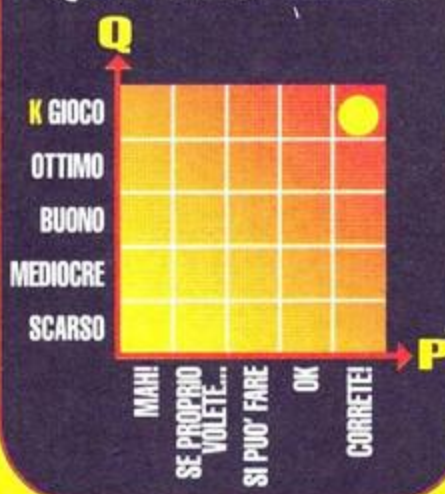 Q
K GIOCO
OTTIMO
BUONO
MEDIOCRE
SCARSO
P
MAH!
SE PROPRIO
VOLETE...
SI PUO' FARE
OK
CORRETE!